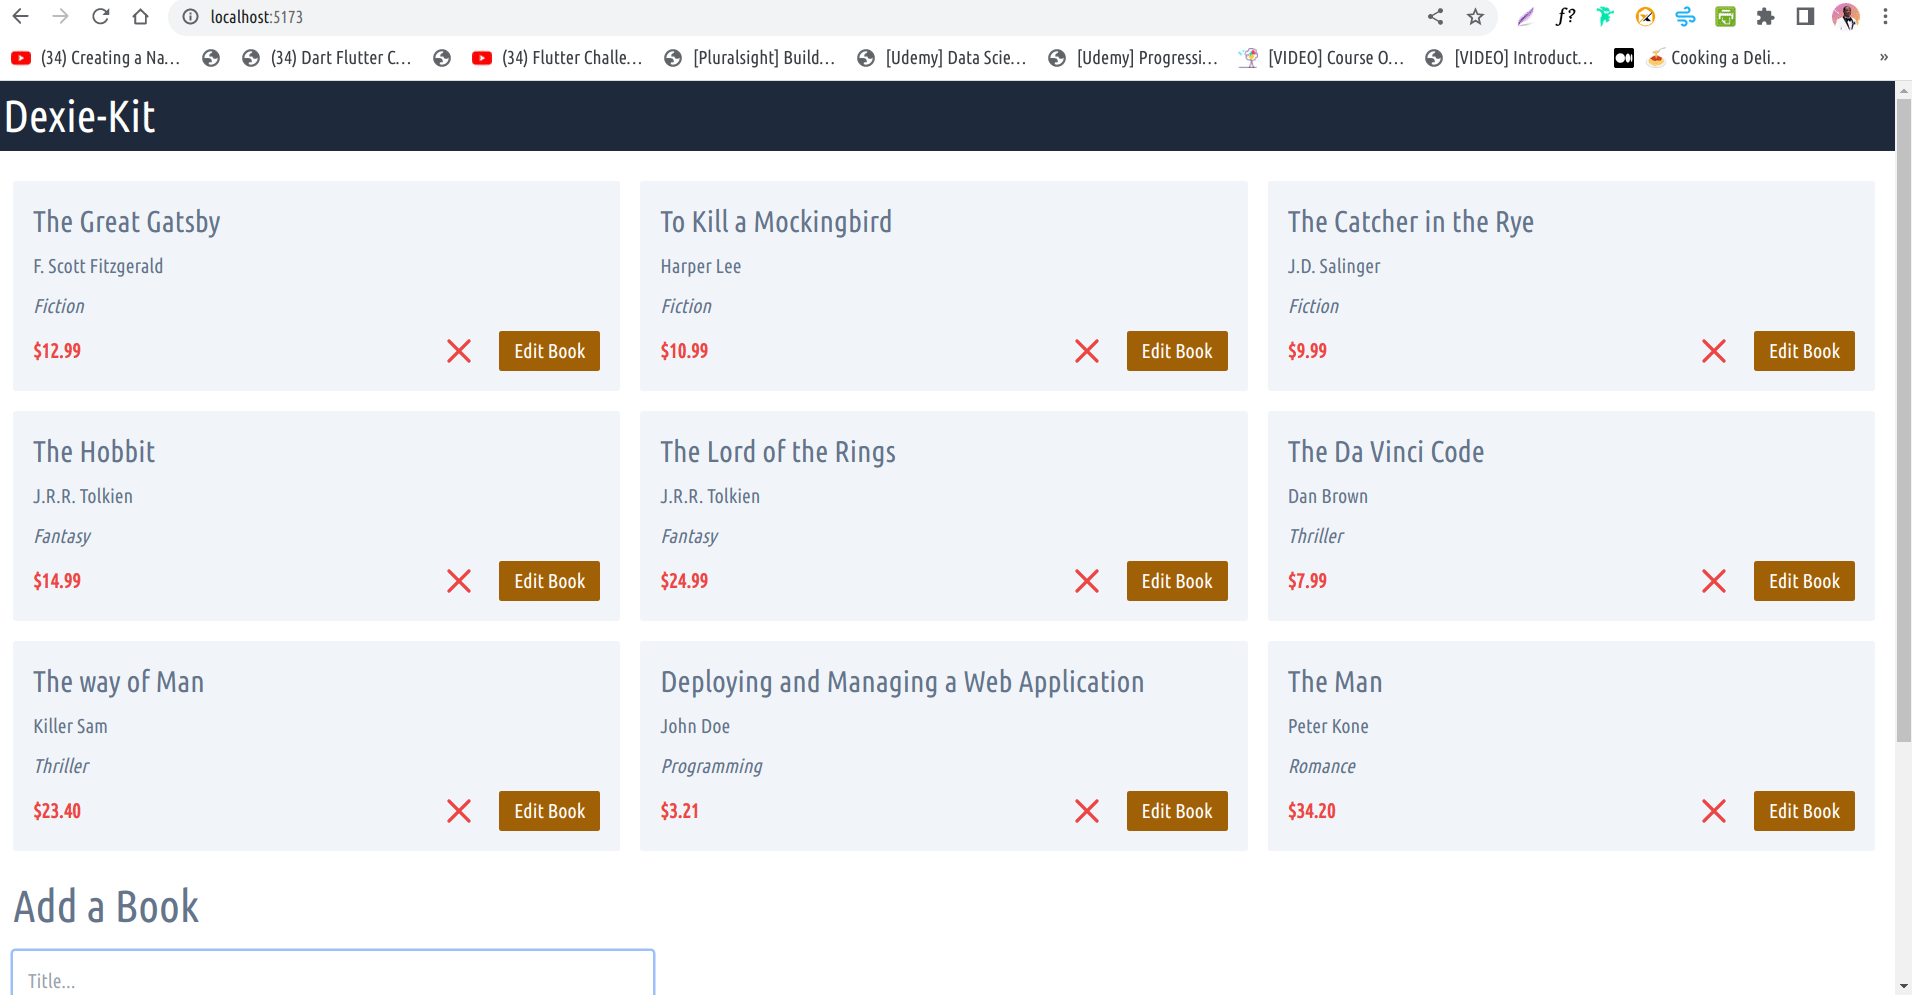 localhost:5173
f?
(34) Creating a Na...
(34) Dart Flutter C...
(34) Flutter Challe...
[Pluralsight] Build...
[Udemy] Data Scie...
[Udemy] Progressi...
[VIDEO] Course O...
[VIDEO] Introduct...
Cooking a Deli...
»
Dexie-Kit
The Great Gatsby
F. Scott Fitzgerald
Fiction
$12.99
Edit Book
To Kill a Mockingbird
Harper Lee
Fiction
$10.99
Edit Book
The Catcher in the Rye
J.D. Salinger
Fiction
$9.99
Edit Book
The Hobbit
J.R.R. Tolkien
Fantasy
$14.99
Edit Book
The Lord of the Rings
J.R.R. Tolkien
Fantasy
$24.99
Edit Book
The Da Vinci Code
Dan Brown
Thriller
$7.99
Edit Book
The way of Man
Killer Sam
Thriller
$23.40
Edit Book
Deploying and Managing a Web Application
John Doe
Programming
$3.21
Edit Book
The Man
Peter Kone
Romance
$34.20
Edit Book
Add a Book
Title...